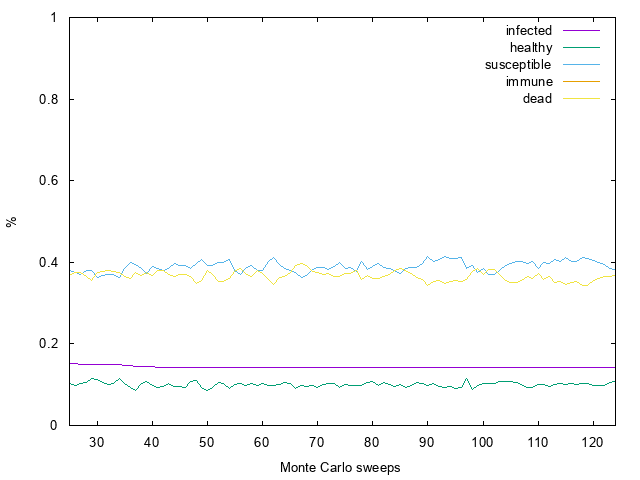 1
0.8
0.6
0.4
0.2
0
%
infected
healthy
susceptible
immune
dead
30 40 50 60 70 80 90 100 110 120
Monte Carlo sweeps